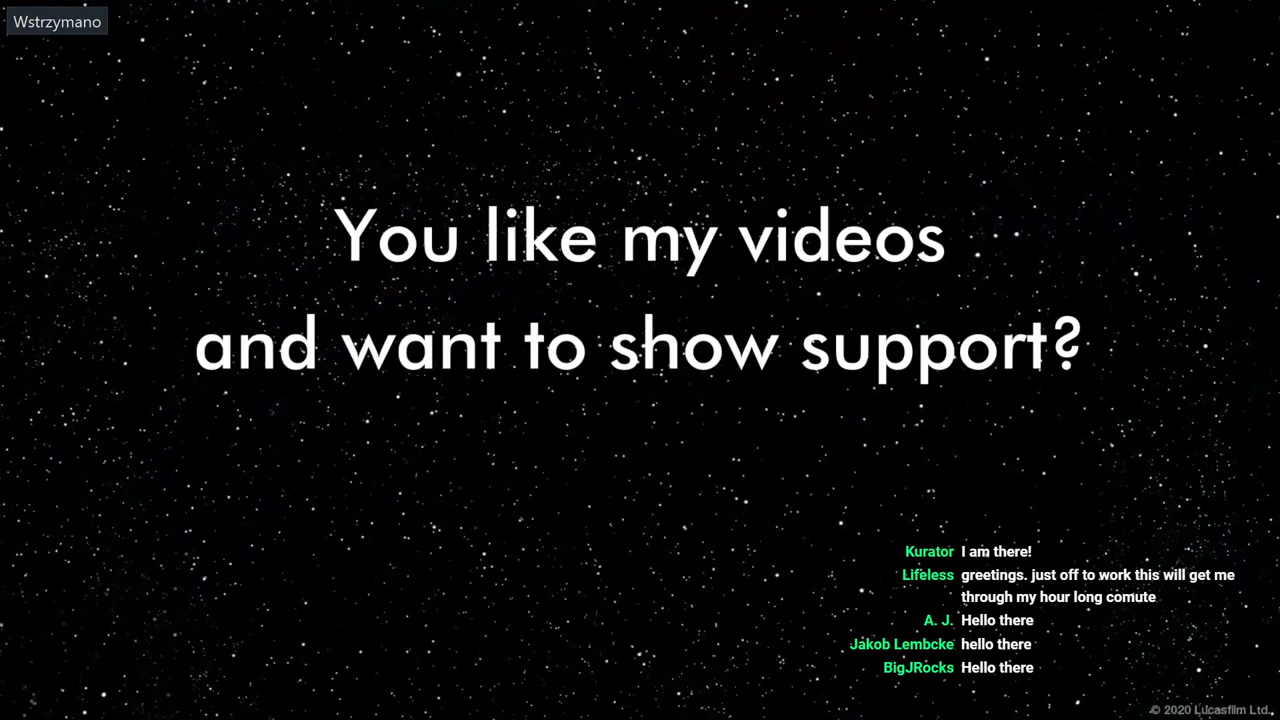 Wstrzymano
You like my videos
and want to show support?
Kurator I am there!
Lifeless greetings. just off to work this will get me
through my hour long comute
A. J. Hello there
Jakob Lembcke hello there
BigJRocks Hello there
© 2020 Lucasfilm Ltd.